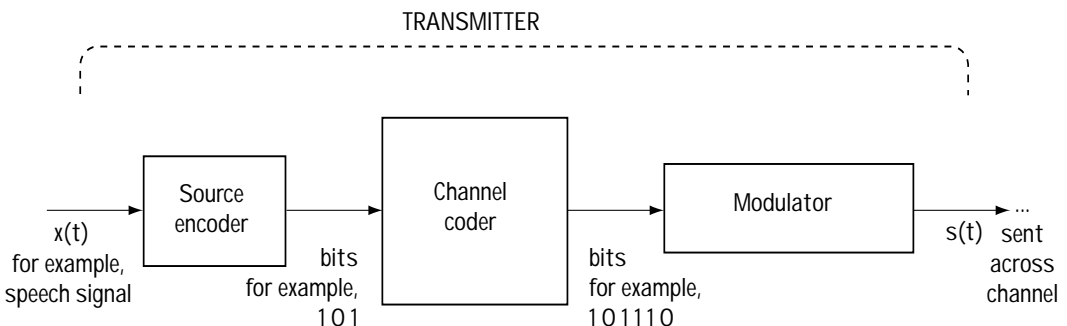 TRANSMITTER
Source
encoder
Channel
coder
Modulator
x(t)
for example,
speech signal
bits
for example,
101
bits
for example,
101110
s(t)
...
sent
across
channel